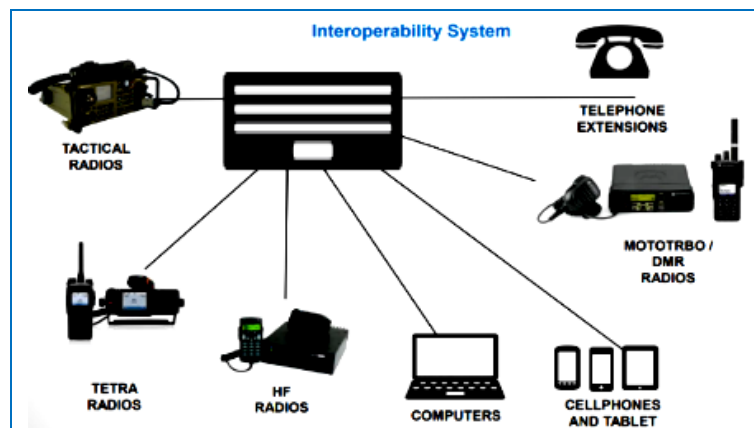 Interoperability System
TACTICAL
RADIOS
TELEPHONE
EXTENSIONS
MOTOTRBO /
DMR
RADIOS
TETRA
RADIOS
HF
RADIOS
COMPUTERS
CELLPHONES
AND TABLET